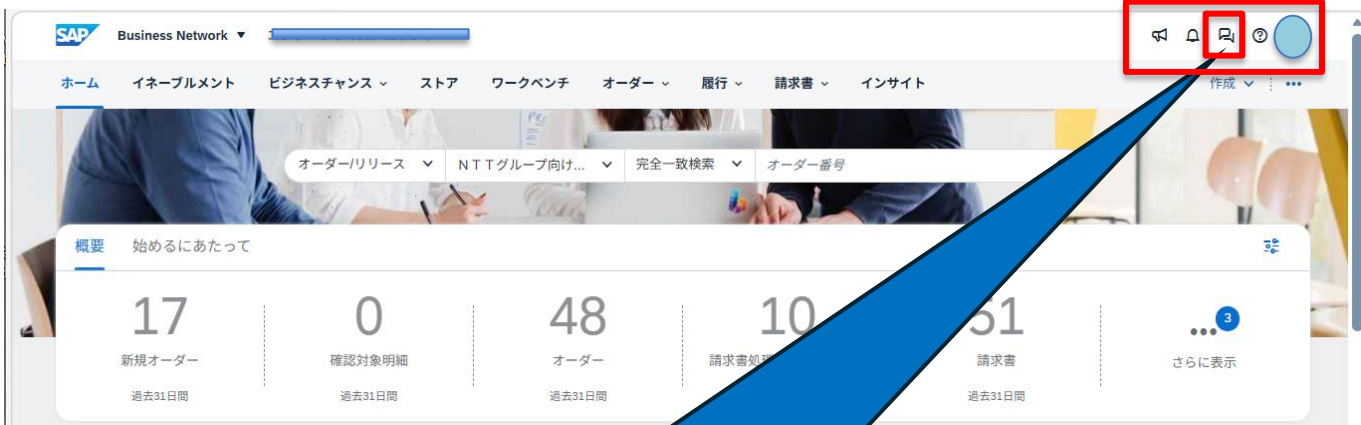 SAP Business Network ▼
ホーム イネーブルメント ビジネスチャンス ストア ワークベンチ オーダー 履行 請求書 インサイト 作成 •••
オーダー/リリース NTTグループ向け... 完全一致検索 オーダー番号
概要 始めるにあたって
17 0 48 10 51 ...3
新規オーダー 確認対象明細 オーダー 請求書 さらに表示
過去31日間 過去31日間 過去31日間 過去31日間